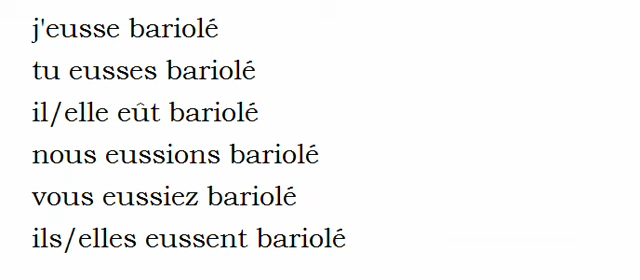 j'eusse bariolé
tu eusses bariolé
il/elle eût bariolé
nous eussions bariolé
vous eussiez bariolé
ils/elles eussent bariolé